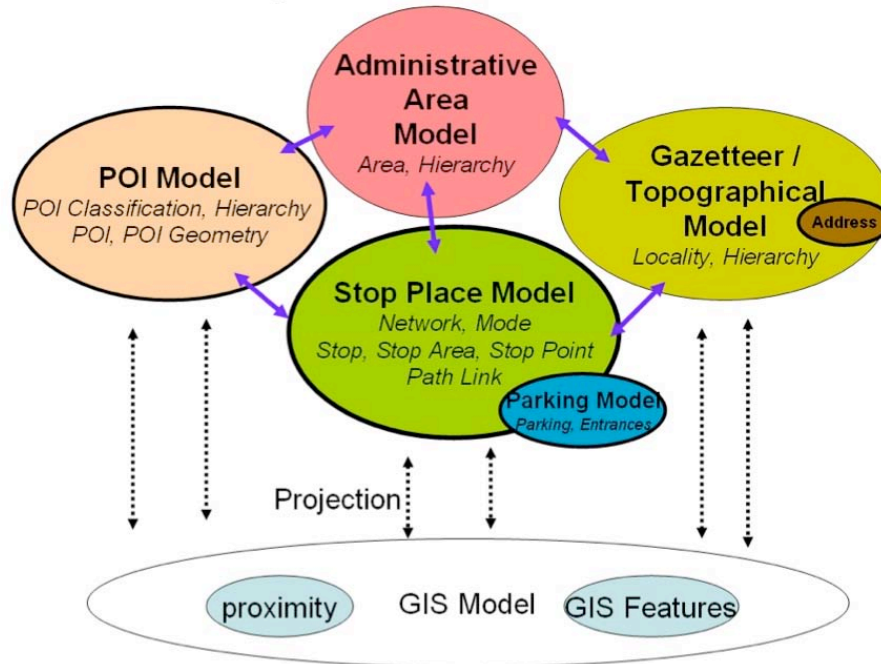 Administrative
Area
Model
Area, Hierarchy
POI Model
POI Classification, Hierarchy
POI, POI Geometry
Gazetteer /
Topographical
Model
Address
Locality, Hierarchy
Stop Place Model
Network, Mode
Stop, Stop Area, Stop Point
Path Link
Parking Model
Parking, Entrances
Projection
proximity
GIS Model
GIS Features